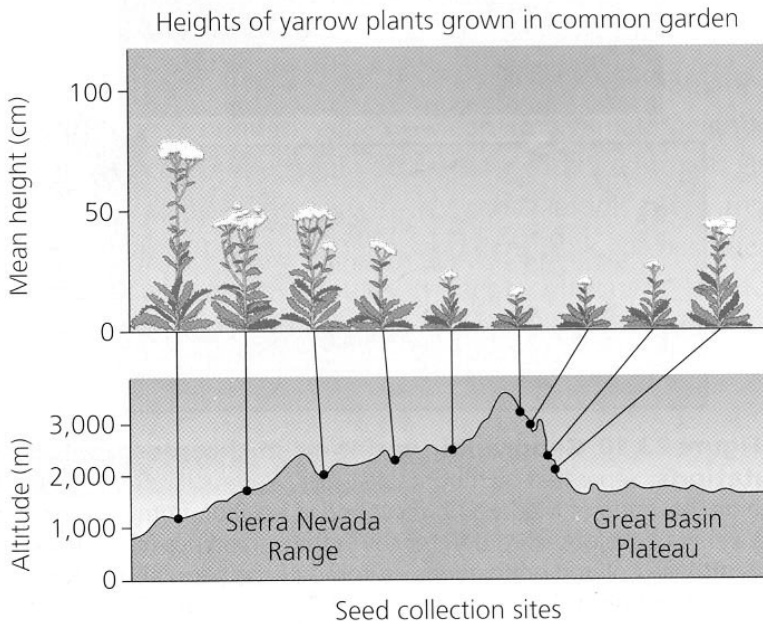 Heights of yarrow plants grown in common garden
Mean height (cm)
100
50
0
Altitude (m)
3,000
2,000
1,000
0
Sierra Nevada
Range
Great Basin
Plateau
Seed collection sites